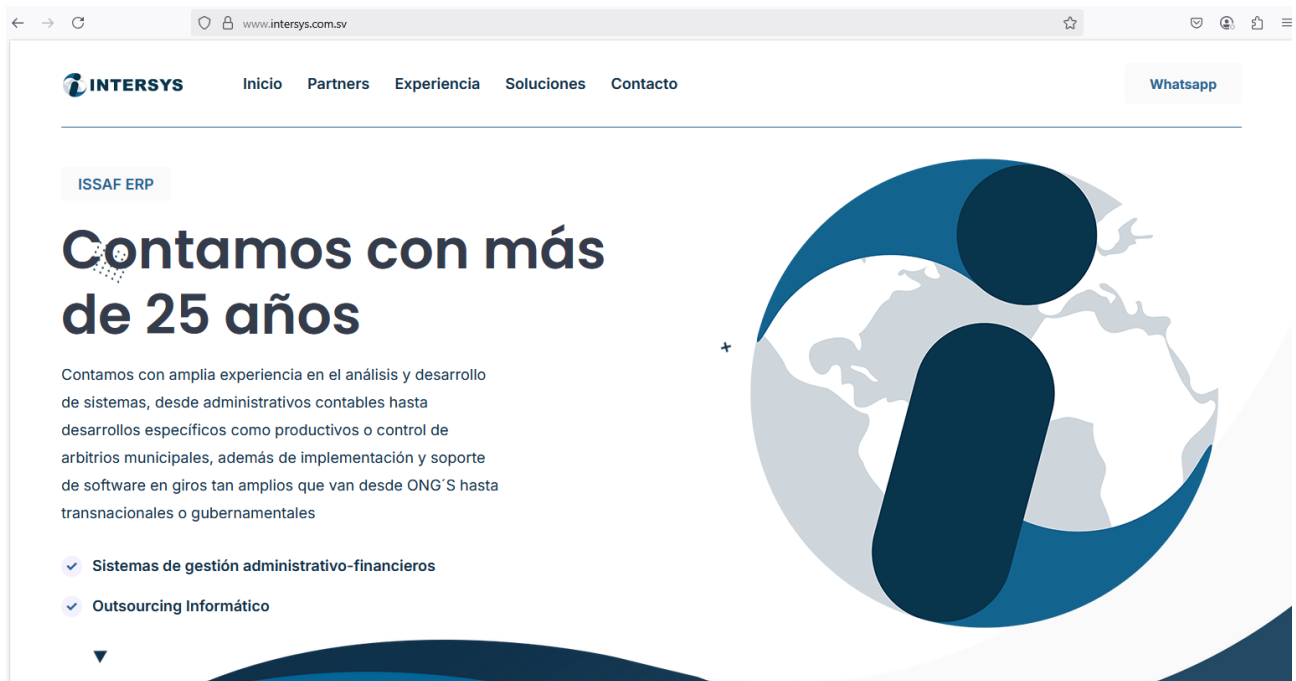 www.intersys.com.sv
INTERSYS
Inicio
Partners
Experiencia
Soluciones
Contacto
Whatsapp
ISSAF ERP
Contamos con más
de 25 años
Contamos con amplia experiencia en el análisis y desarrollo
de sistemas, desde administrativos contables hasta
desarrollos específicos como productivos o control de
arbitrios municipales, además de implementación y soporte
de software en giros tan amplios que van desde ONG´S hasta
transnacionales o gubernamentales
Sistemas de gestión administrativo-financieros
Outsourcing Informático